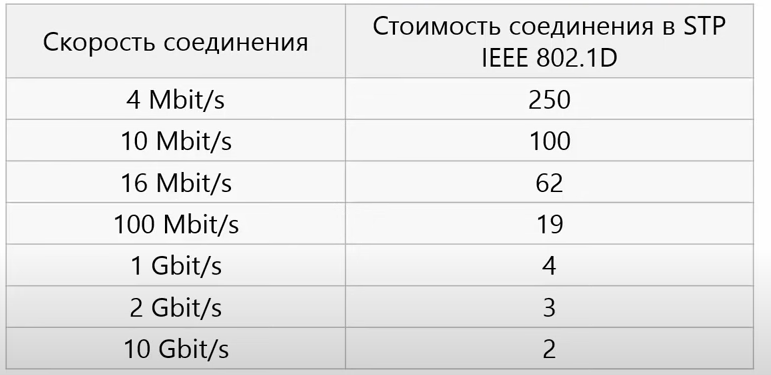 Скорость соединения
Стоимость соединения в STP
IEEE 802.1D
4 Mbit/s 250
10 Mbit/s 100
16 Mbit/s 62
100 Mbit/s 19
1 Gbit/s 4
2 Gbit/s 3
10 Gbit/s 2